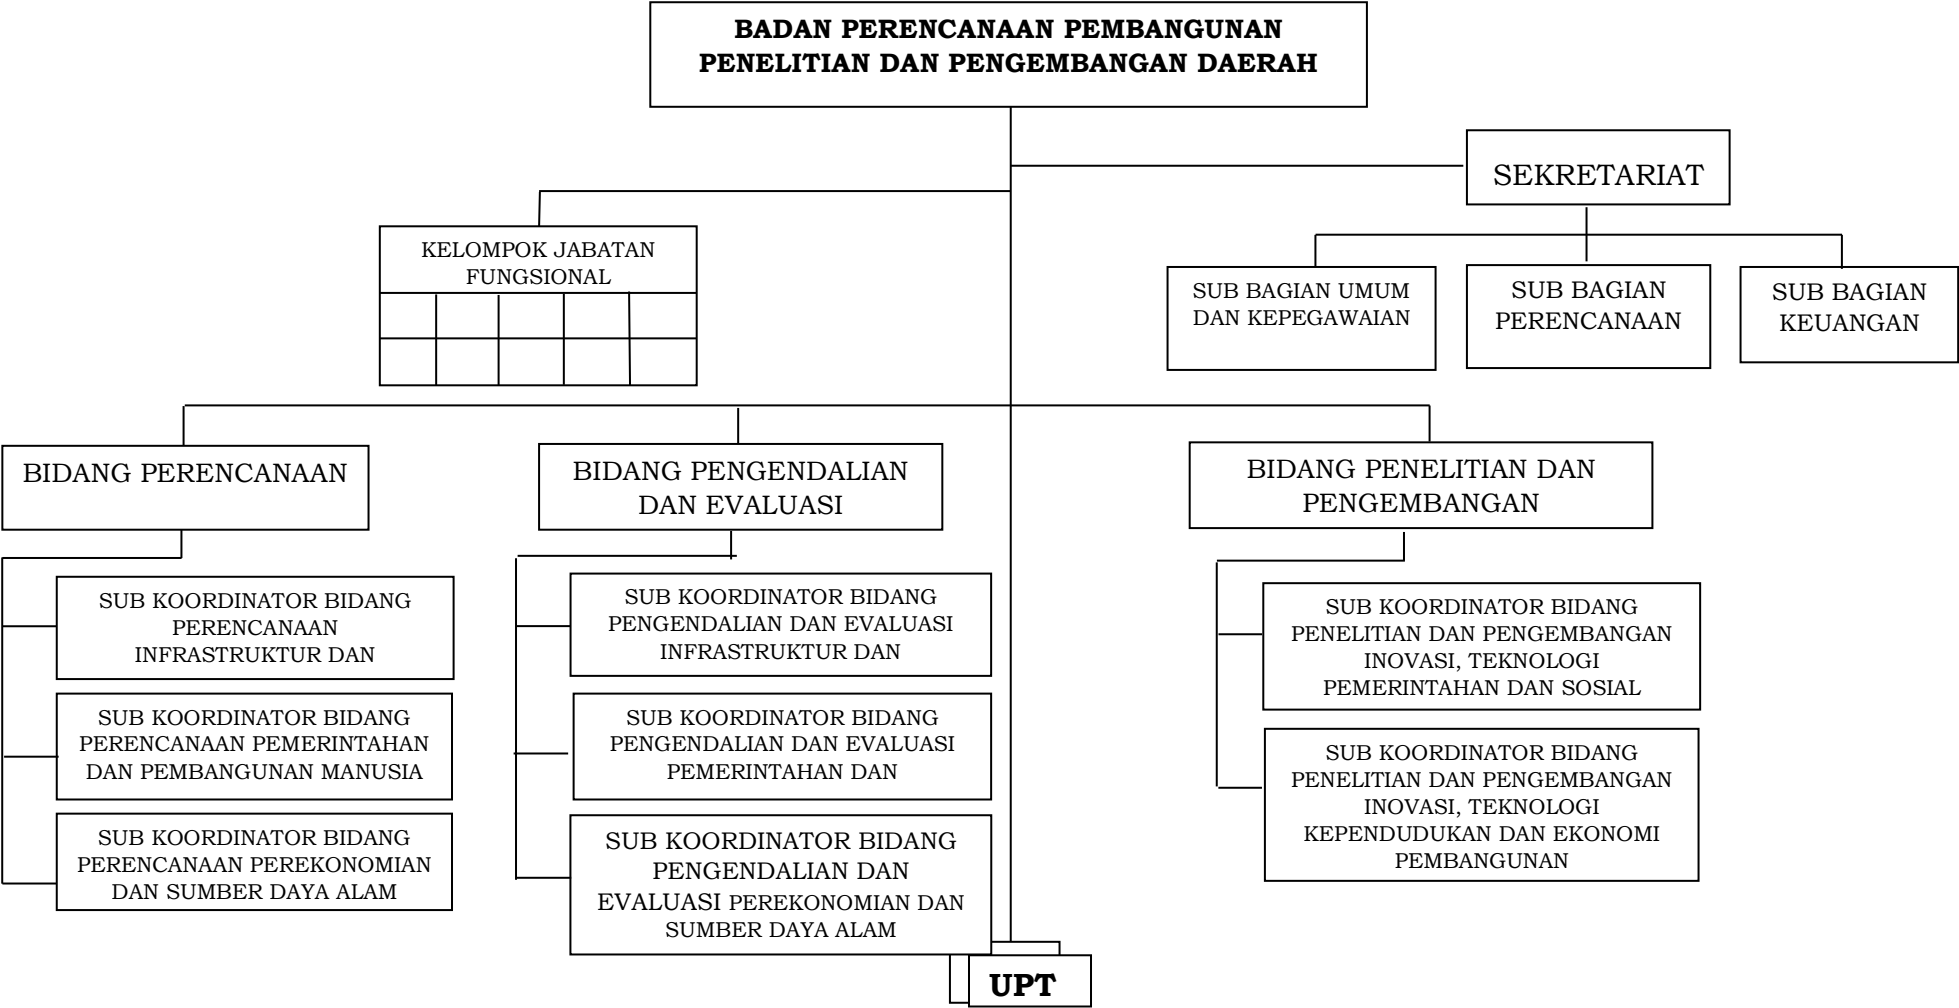 BADAN PERENCANAAN PEMBANGUNAN
PENELITIAN DAN PENGEMBANGAN DAERAH
SEKRETARIAT
KELOMPOK JABATAN
FUNGSIONAL
SUB BAGIAN UMUM
DAN KEPEGAWAIAN
SUB BAGIAN
PERENCANAAN
SUB BAGIAN
KEUANGAN
BIDANG PERENCANAAN
BIDANG PENGENDALIAN
DAN EVALUASI
BIDANG PENELITIAN DAN
PENGEMBANGAN
SUB KOORDINATOR BIDANG
PERENCANAAN
INFRASTRUKTUR DAN
SUB KOORDINATOR BIDANG
PERENCANAAN PEMERINTAHAN
DAN PEMBANGUNAN MANUSIA
SUB KOORDINATOR BIDANG
PERENCANAAN PEREKONOMIAN
DAN SUMBER DAYA ALAM
SUB KOORDINATOR BIDANG
PENGENDALIAN DAN EVALUASI
INFRASTRUKTUR DAN
SUB KOORDINATOR BIDANG
PENGENDALIAN DAN EVALUASI
PEMERINTAHAN DAN
SUB KOORDINATOR BIDANG
PENGENDALIAN DAN
EVALUASI PEREKONOMIAN DAN
SUMBER DAYA ALAM
SUB KOORDINATOR BIDANG
PENELITIAN DAN PENGEMBANGAN
INOVASI, TEKNOLOGI
PEMERINTAHAN DAN SOSIAL
SUB KOORDINATOR BIDANG
PENELITIAN DAN PENGEMBANGAN
INOVASI, TEKNOLOGI
KEPENDUDUKAN DAN EKONOMI
PEMBANGUNAN
UPT